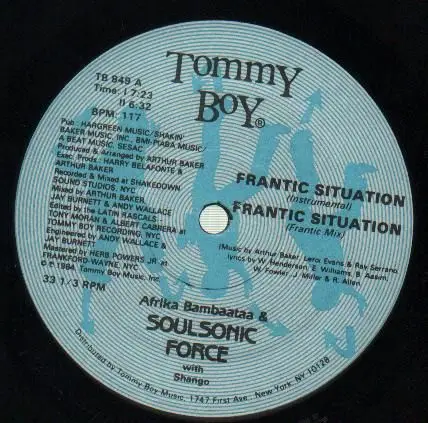 TOMMY
BOY®
TB 849 A
Time: I 7:23
II 6:32
BPM: 117
Pub.: HARGREEN MUSIC/SHAKIN'
BAKER MUSIC, INC., BMI-PIABA MUSIC/
A BEAT MUSIC, SESAC
Produced & Arranged by ARTHUR BAKER
Exec. Prods.: HARRY BELAFONTE &
ARTHUR BAKER
Recorded & Mixed at SHAKEDOWN
SOUND STUDIOS, NYC
Mixed by ARTHUR BAKER,
JAY BURNETT & ANDY WALLACE
Edited by the LATIN RASCALS:
TONY MORAN & ALBERT CABRERA at
TOMMY BOY RECORDING, NYC
Engineered by ANDY WALLACE &
JAY BURNETT
Mastered by HERB POWERS JR. at
FRANKFORD-WAYNE, NYC
© 1984 Tommy Boy Music, Inc.
33 1/3 RPM
FRANTIC SITUATION
(Instrumental)
FRANTIC SITUATION
(Frantic Mix)
(Music by Arthur Baker, Leroi Evans & Ray Serrano,
lyrics by W. Henderson, E. Williams, B. Aasim,
W. Fowler, J. Miller & R. Allen.
Afrika Bambaataa &
SOULSONIC
FORCE
with
Shango
Distributed by Tommy Boy Music, 1747 First Ave., New York, NY 10128